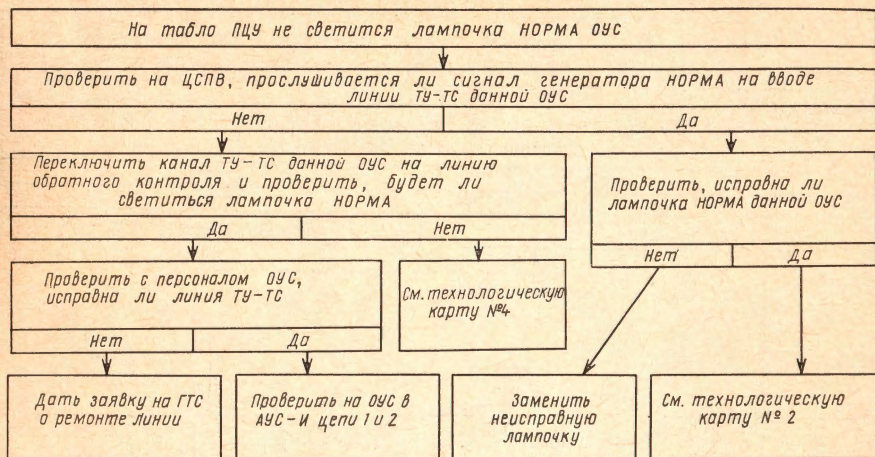 На табло ПЦУ не светится лампочка НОРМА ОУС
Проверить на ЦСПВ, прослушивается ли сигнал генератора НОРМА на вводе
линии ТУ-ТС данной ОУС
Нет
Да
Переключить канал ТУ-ТС данной ОУС на линию
обратного контроля и проверить, будет ли
светиться лампочка НОРМА
Да
Нет
Проверить, исправна ли
лампочка НОРМА данной ОУС
Нет
Да
Проверить с персоналом ОУС,
исправна ли линия ТУ-ТС
Нет
Да
См. технологическую
карту №4
Дать заявку на ГТС
о ремонте линии
Проверить на ОУС в
АУС-И цепи 1 и 2
Заменить
неисправную
лампочку
См. технологическую
карту № 2